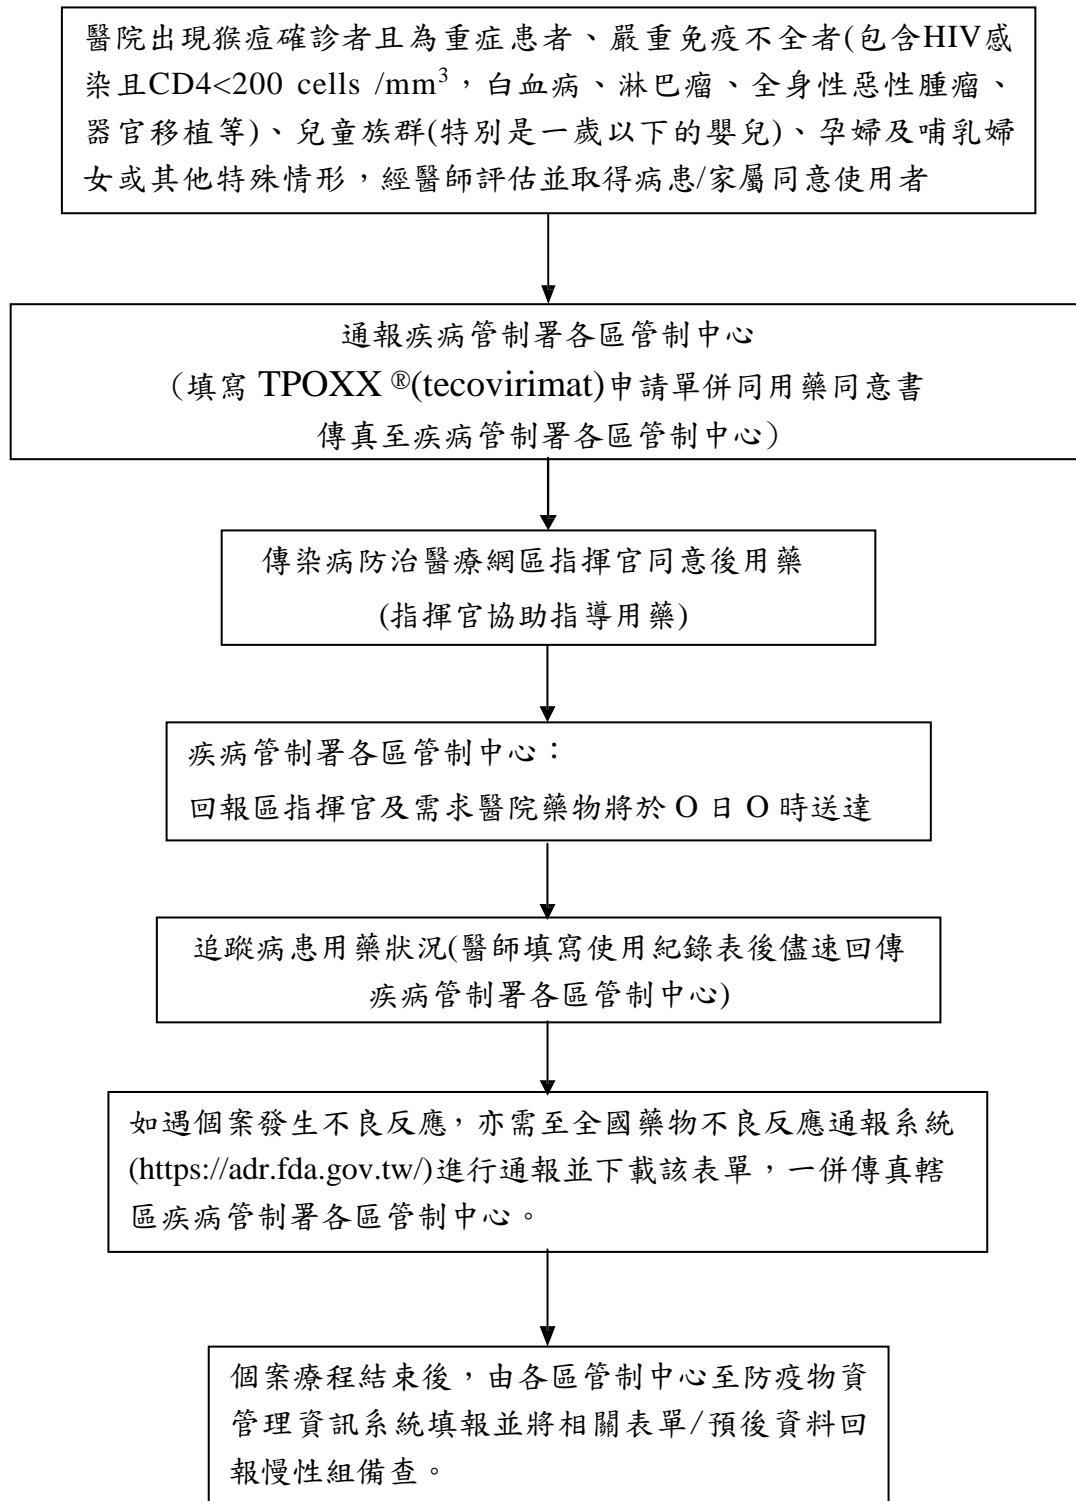 醫院出現猴痘確診者且為重症患者、嚴重免疫不全者(包含HIV感
染且CD4<200 cells /mm³，白血病、淋巴瘤、全身性惡性腫瘤、
器官移植等)、兒童族群(特別是一歲以下的嬰兒)、孕婦及哺乳婦
女或其他特殊情形，經醫師評估並取得病患/家屬同意使用者
通報疾病管制署各區管制中心
（填寫 TPOXX ®(tecovirimat)申請單併同用藥同意書
傳真至疾病管制署各區管制中心）
傳染病防治醫療網區指揮官同意後用藥
(指揮官協助指導用藥)
疾病管制署各區管制中心：
回報區指揮官及需求醫院藥物將於 O 日 O 時送達
追蹤病患用藥狀況(醫師填寫使用紀錄表後儘速回傳
疾病管制署各區管制中心)
如遇個案發生不良反應，亦需至全國藥物不良反應通報系統
(https://adr.fda.gov.tw/)進行通報並下載該表單，一併傳真轄
區疾病管制署各區管制中心。
個案療程結束後，由各區管制中心至防疫物資
管理資訊系統填報並將相關表單/預後資料回
報慢性組備查。